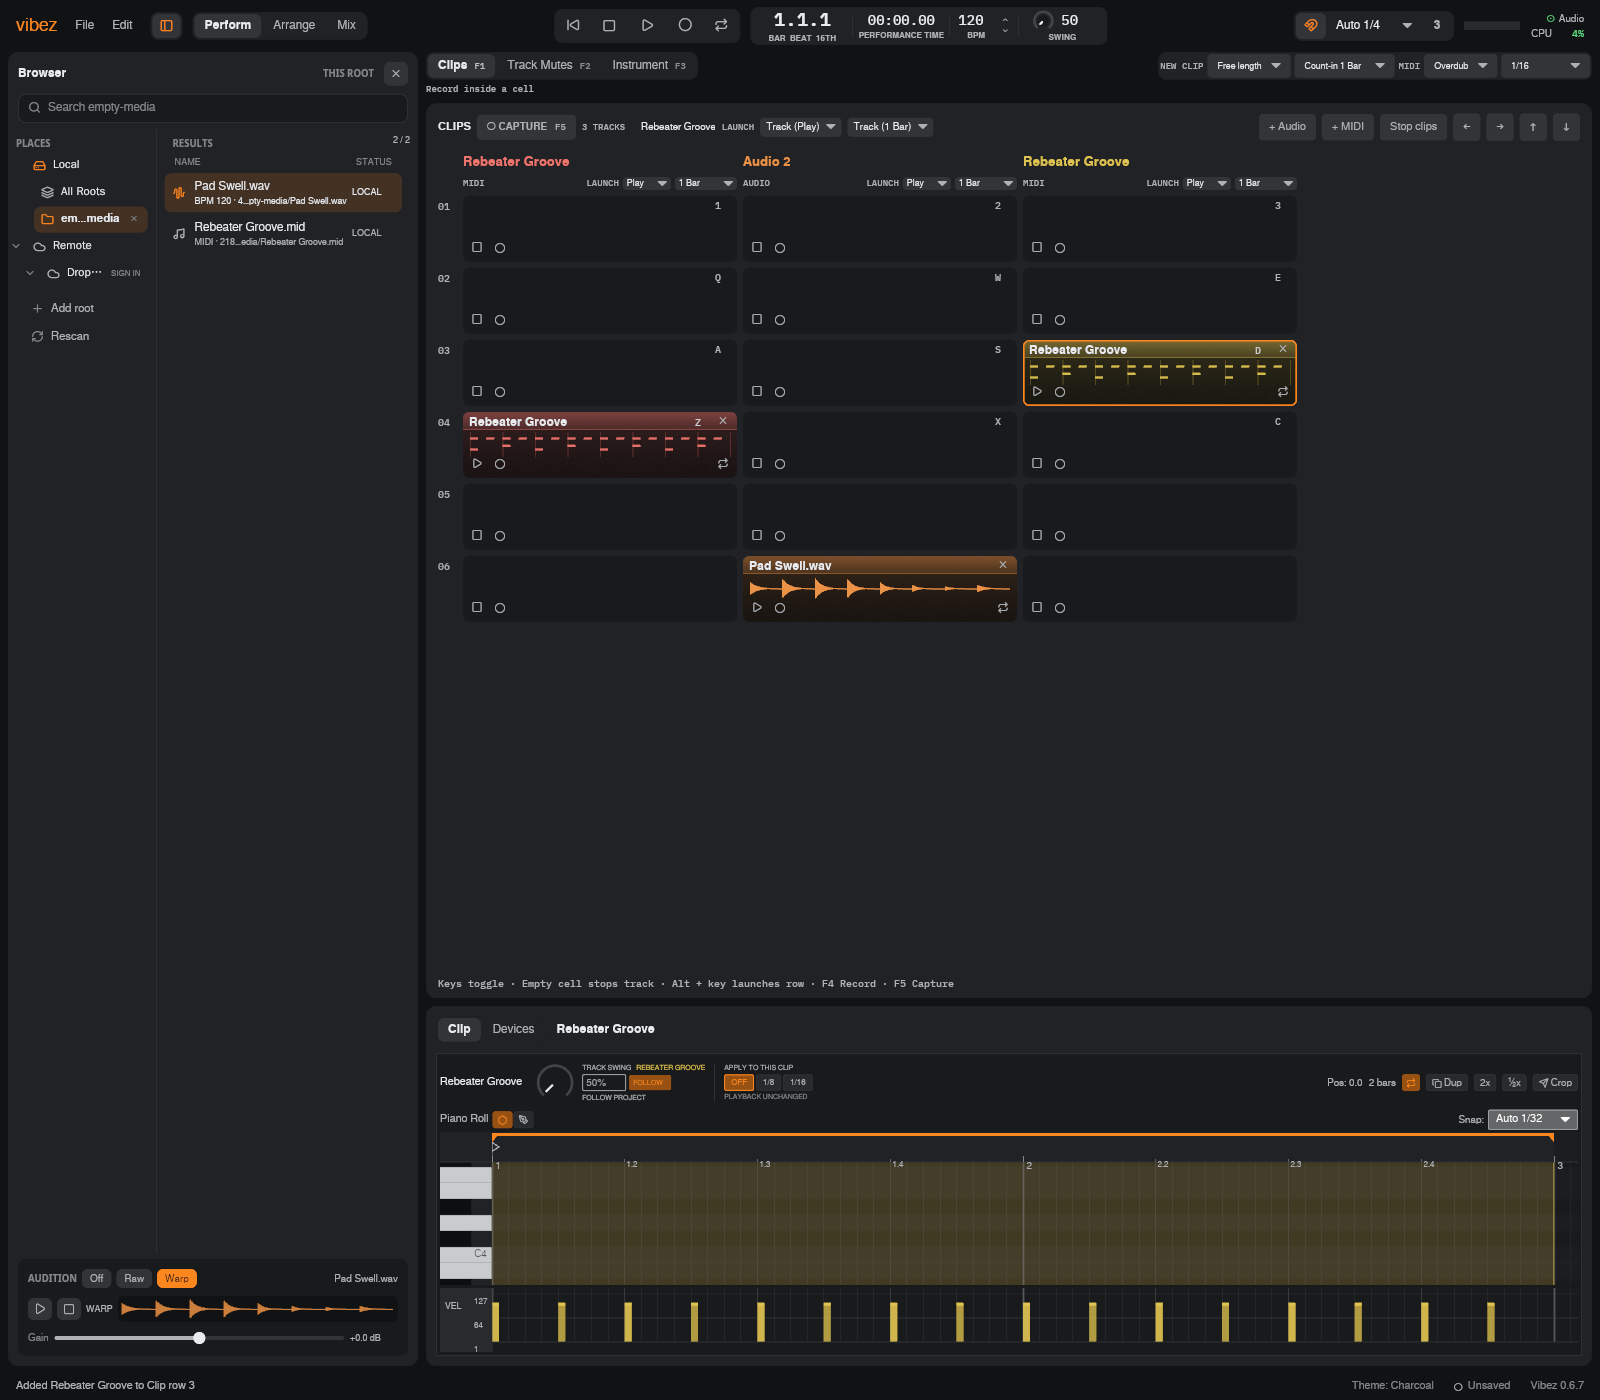 vibez File Edit Perform Arrange Mix
1.1.1 00:00.00 120 50
BAR BEAT 16TH PERFORMANCE TIME BPM SWING
Auto 1/4 3
Audio
CPU 4%
Browser THIS ROOT
Search empty-media
PLACES
Local
All Roots
em...media
Remote
Drop··· SIGN IN
Add root
Rescan
RESULTS 2/2
NAME STATUS
Pad Swell.wav LOCAL
BPM 120 · 4...pty-media/Pad Swell.wav
Rebeater Groove.mid LOCAL
MIDI · 218...edia/Rebeater Groove.mid
AUDITION Off Raw Warp Pad Swell.wav
WARP
Gain +0.0 dB
Clips F1 Track Mutes F2 Instrument F3
NEW CLIP Free length Count-in 1 Bar MIDI Overdub 1/16
Record inside a cell
CLIPS CAPTURE F5 3 TRACKS Rebeater Groove LAUNCH Track (Play) Track (1 Bar)
+ Audio + MIDI Stop clips ← → ↑ ↓
Rebeater Groove Audio 2 Rebeater Groove
MIDI LAUNCH Play 1 Bar AUDIO LAUNCH Play 1 Bar MIDI LAUNCH Play 1 Bar
01 1 2 3
02 Q W E
03 A S Rebeater Groove D
04 Rebeater Groove Z X C
05
06 Pad Swell.wav
Keys toggle · Empty cell stops track · Alt + key launches row · F4 Record · F5 Capture
Clip Devices Rebeater Groove
Rebeater Groove
TRACK SWING REBEATER GROOVE
50% FOLLOW
FOLLOW PROJECT
APPLY TO THIS CLIP
OFF 1/8 1/16
PLAYBACK UNCHANGED
Pos: 0.0 2 bars Dup 2x ½x Crop
Piano Roll Snap: Auto 1/32
1 1.2 1.3 1.4 2 2.2 2.3 2.4 3
C4
VEL 127
64
1
Added Rebeater Groove to Clip row 3
Theme: Charcoal Unsaved Vibez 0.6.7